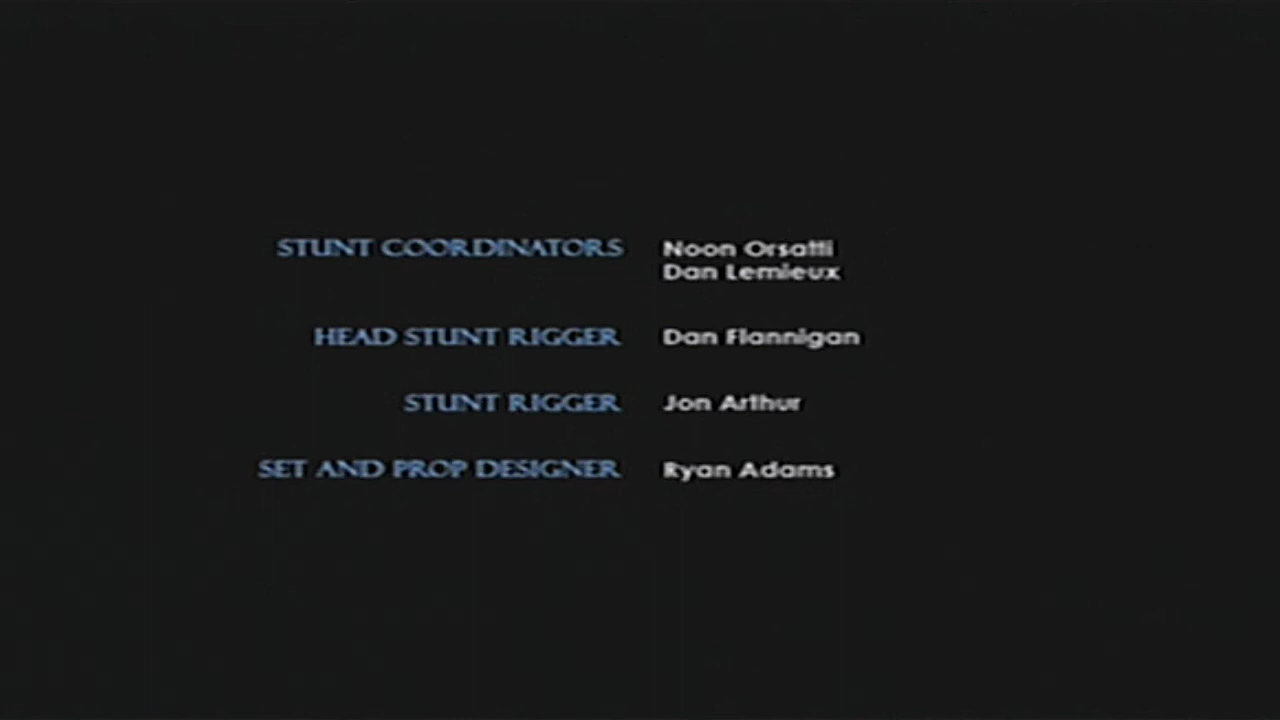 STUNT COORDINATORS Noon Orsatti
Dan Lemieux
HEAD STUNT RIGGER Dan Flannigan
STUNT RIGGER Jon Arthur
SET AND PROP DESIGNER Ryan Adams